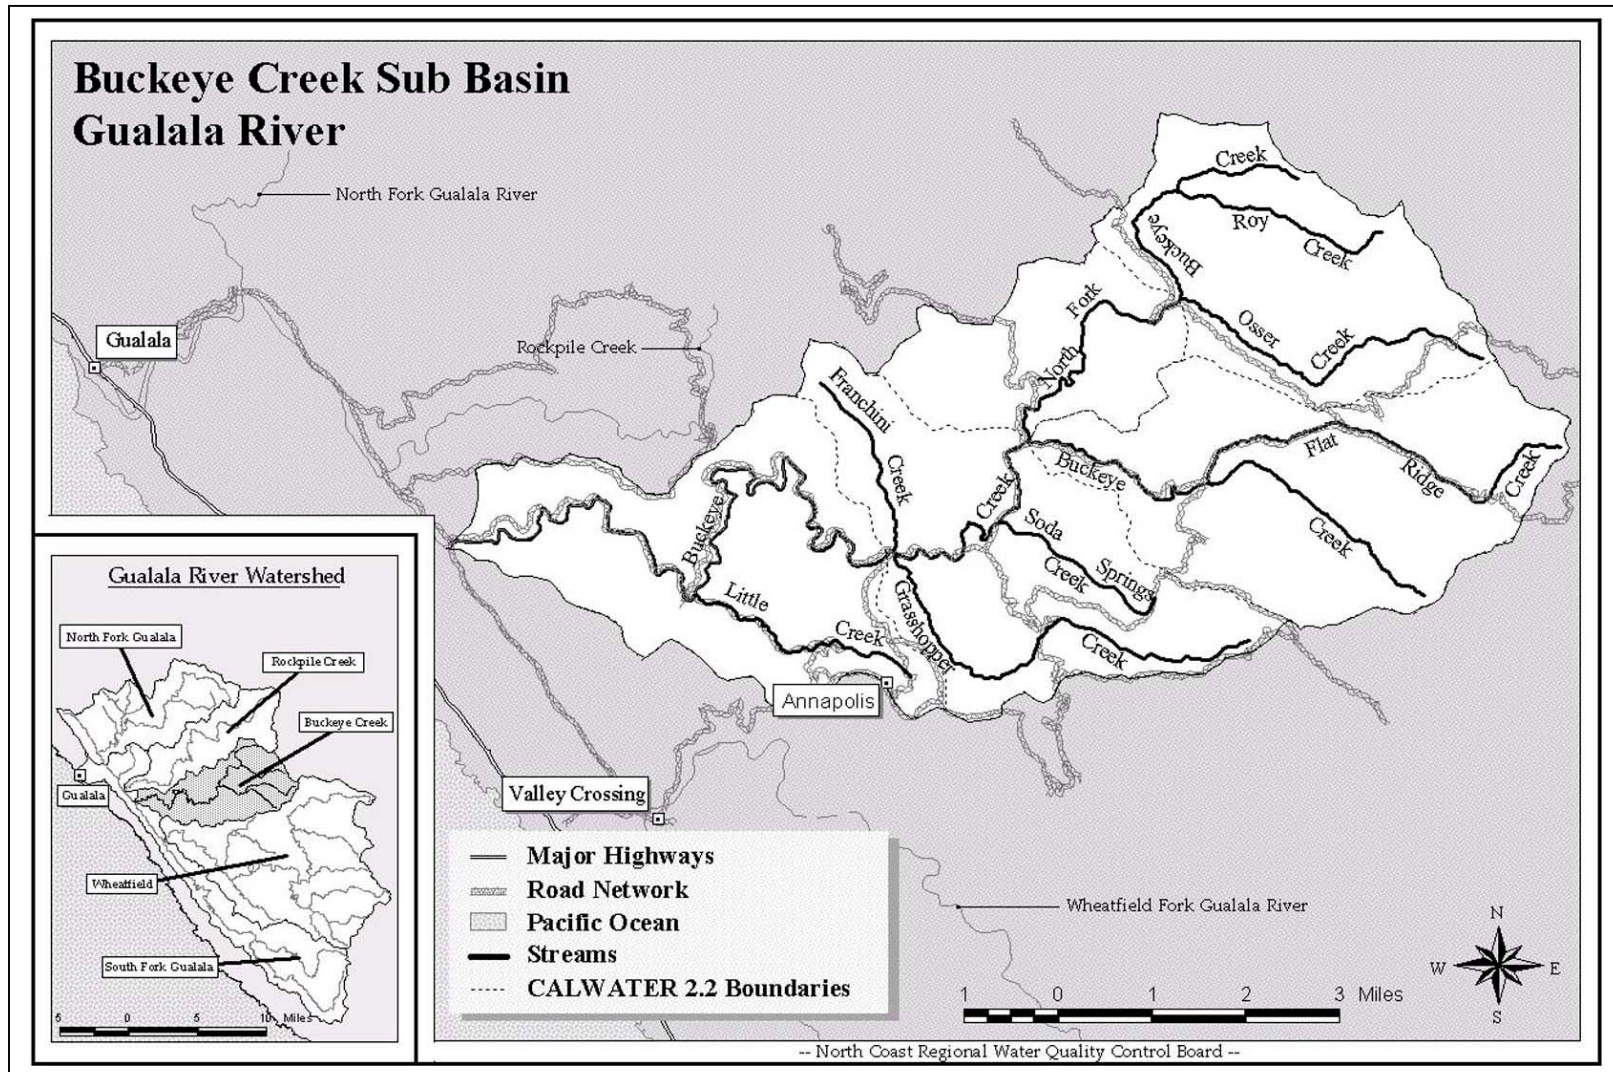 Buckeye Creek Sub Basin
Gualala River
North Fork Gualala River
Gualala
Rockpile Creek
Creek
Roy
Creek
Buckeye
Fork
North
Osser
Creek
Franchini
Creek
Buckeye
Flat
Ridge
Creek
Creek
Creek
Soda
Springs
Creek
Buckeye
Little
Creek
Grasshopper
Creek
Annapolis
Valley Crossing
Wheatfield Fork Gualala River
Gualala River Watershed
North Fork Gualala
Rockpile Creek
Buckeye Creek
Gualala
Wheatfield
South Fork Gualala
5 0 5 10 Miles
Major Highways
Road Network
Pacific Ocean
Streams
CALWATER 2.2 Boundaries
N
W E
S
1 0 1 2 3 Miles
-- North Coast Regional Water Quality Control Board --